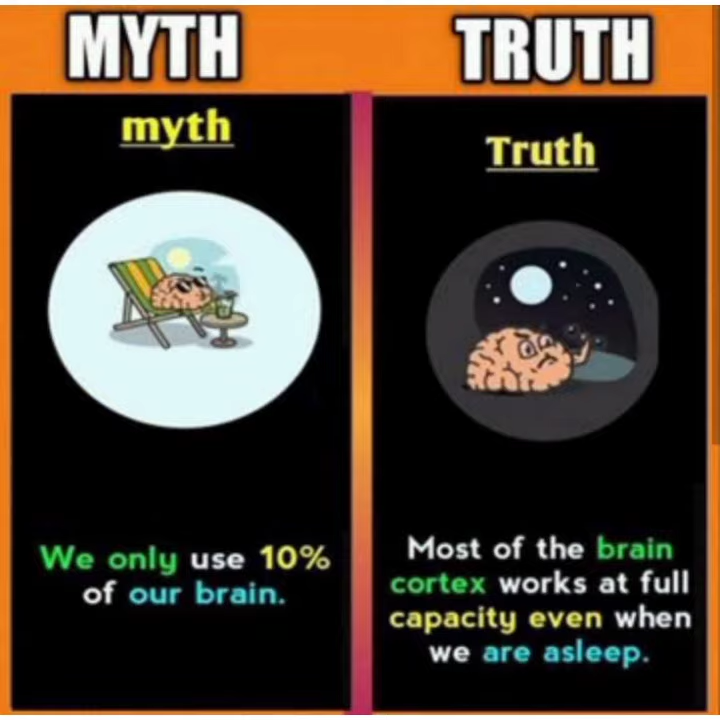 MYTH
myth
We only use 10%
of our brain.
TRUTH
Truth
Most of the brain
cortex works at full
capacity even when
we are asleep.